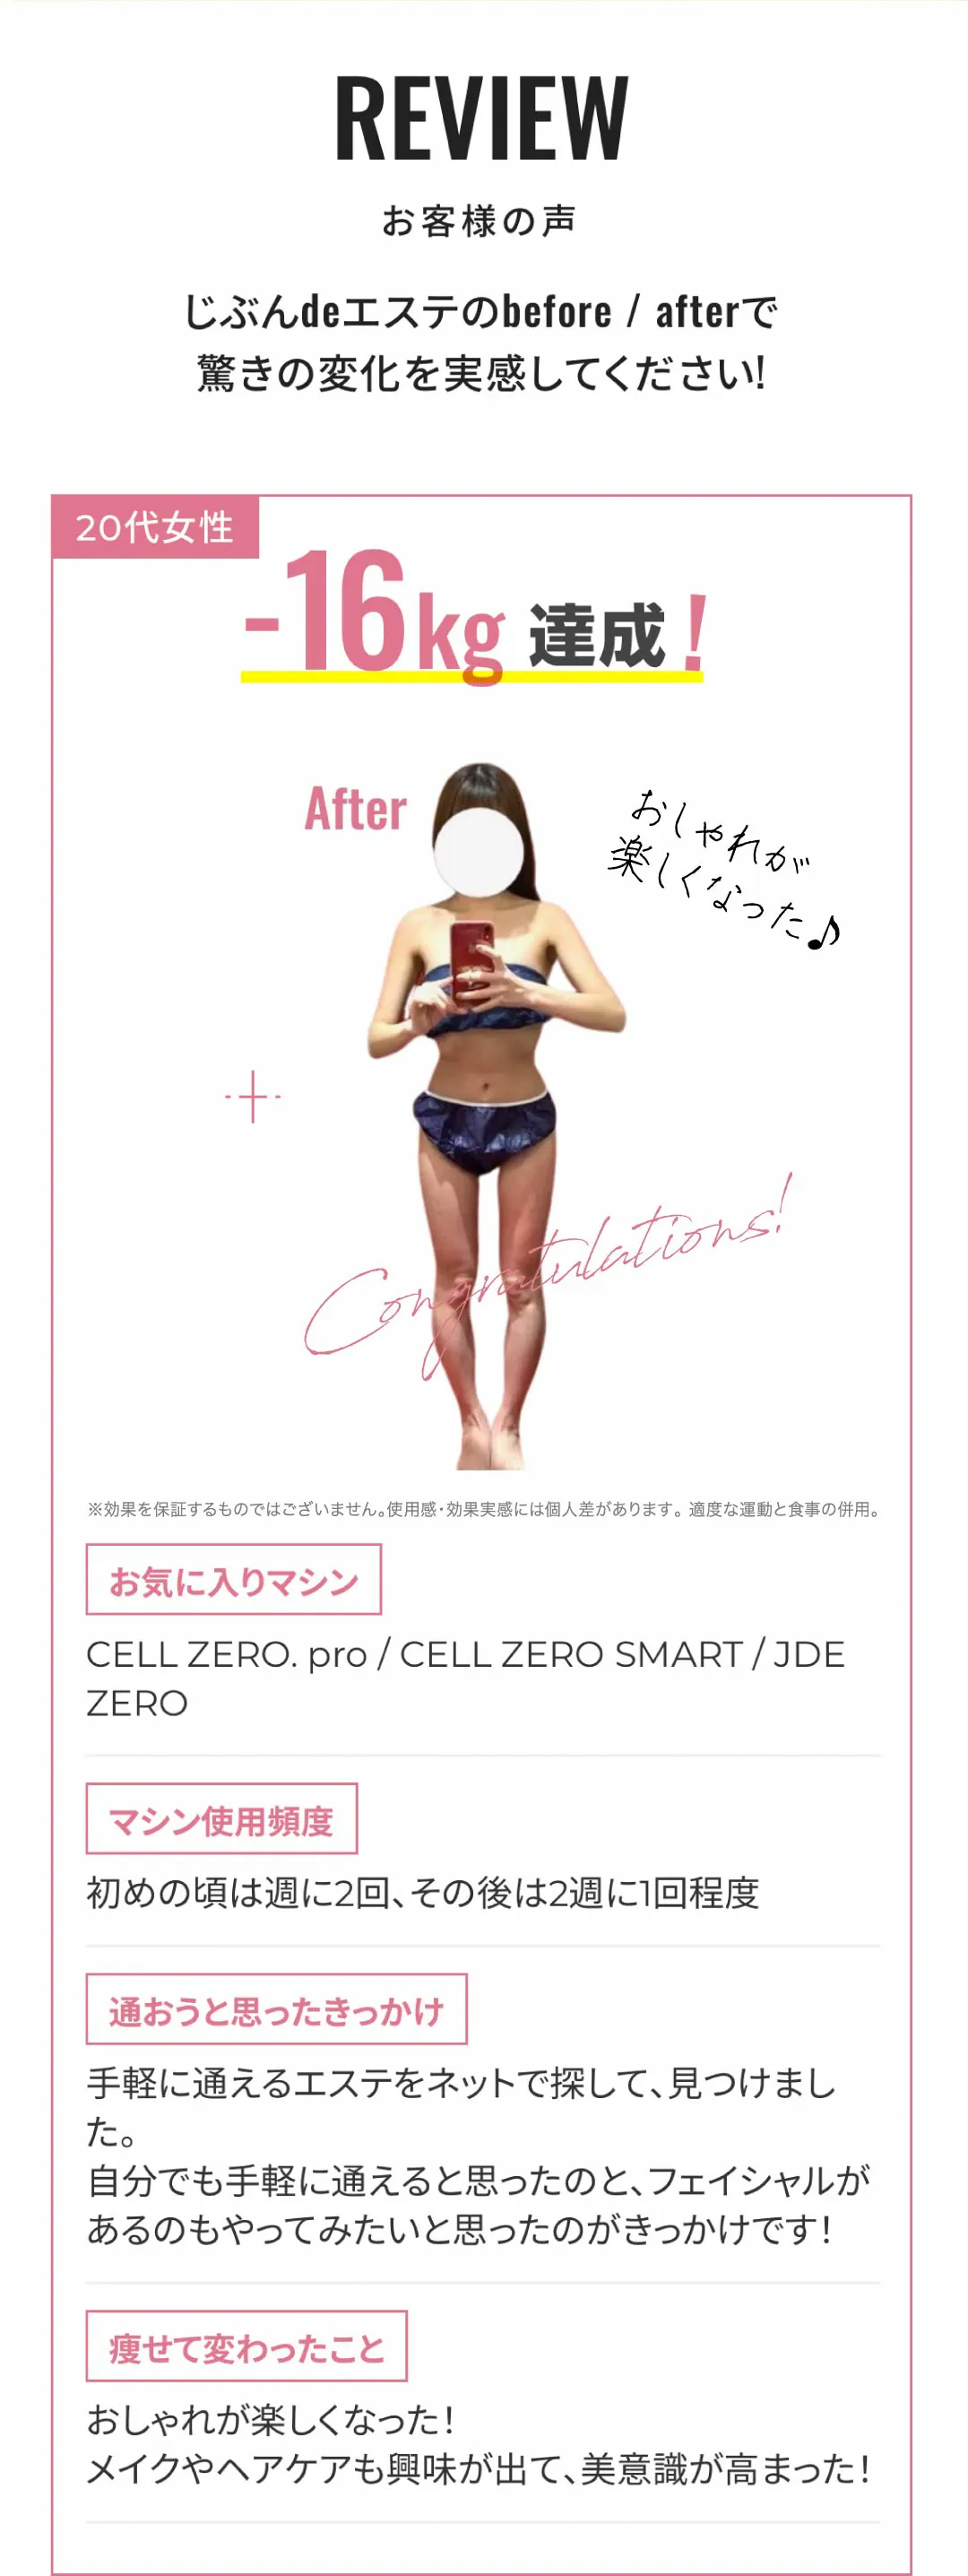 REVIEW
お客様の声
じぶんdeエステのbefore / afterで
驚きの変化を実感してください!
20代女性
-16kg 達成!
After
おしゃれが
楽しくなった♪
Congratulations!
※効果を保証するものではございません。使用感・効果実感には個人差があります。 適度な運動と食事の併用。
お気に入りマシン
CELL ZERO. pro / CELL ZERO SMART / JDE
ZERO
マシン使用頻度
初めの頃は週に2回、その後は2週に1回程度
通おうと思ったきっかけ
手軽に通えるエステをネットで探して、見つけまし
た。
自分でも手軽に通えると思ったのと、フェイシャルが
あるのもやってみたいと思ったのがきっかけです！
痩せて変わったこと
おしゃれが楽しくなった！
メイクやヘアケアも興味が出て、美意識が高まった！